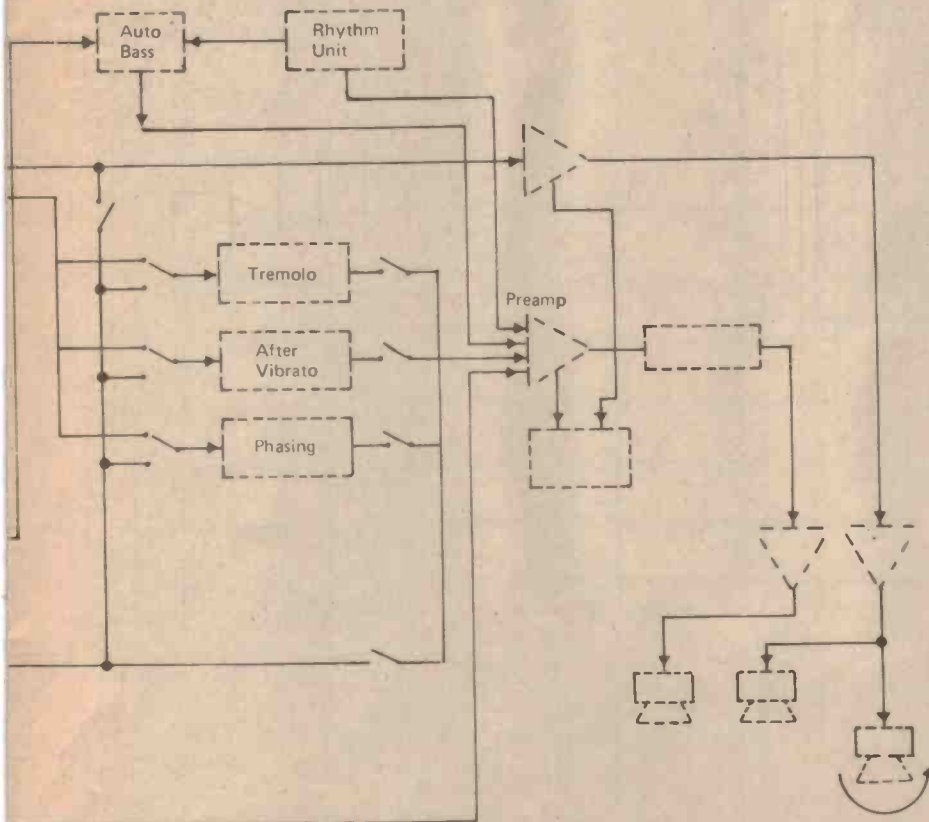 Auto
Bass
Rhythm
Unit
Tremolo
Preamp
After
Vibrato
Phasing